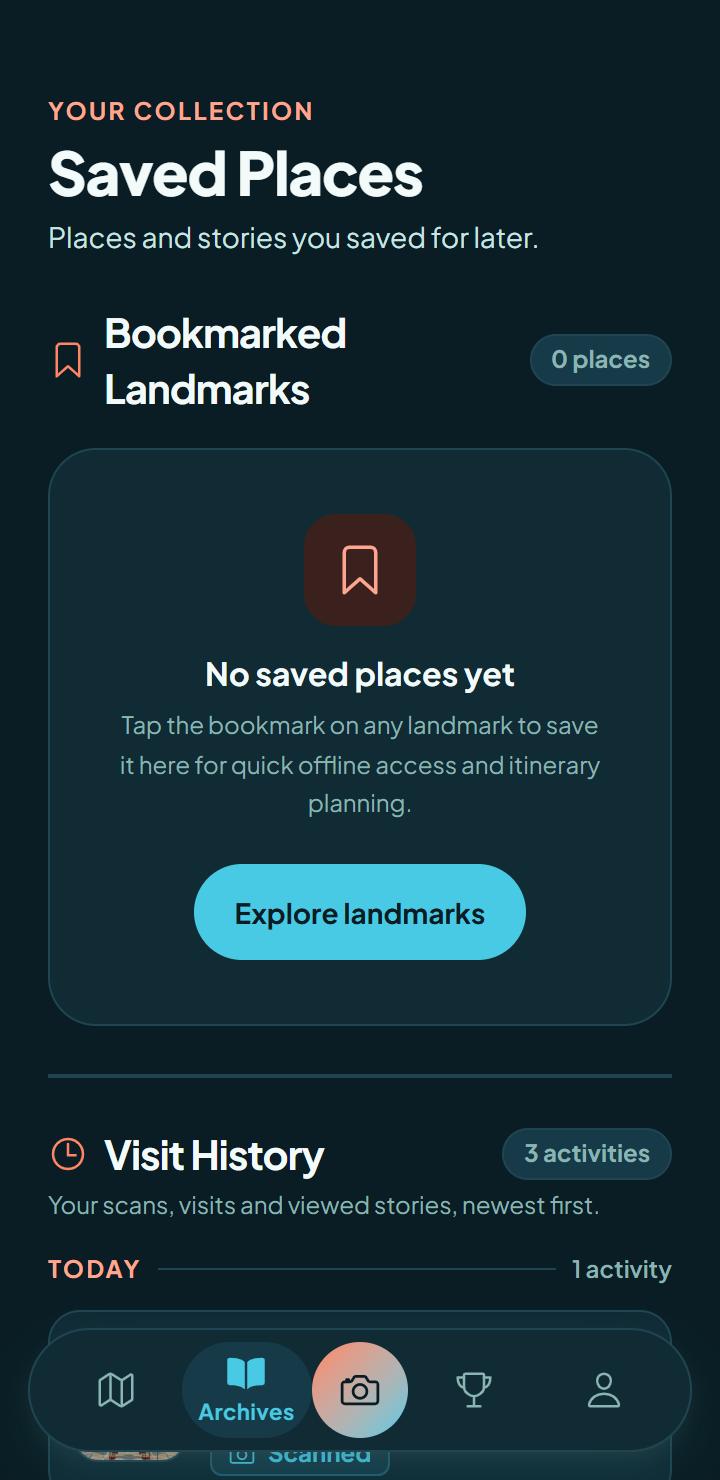 YOUR COLLECTION
Saved Places
Places and stories you saved for later.
Bookmarked
Landmarks
0 places
No saved places yet
Tap the bookmark on any landmark to save
it here for quick offline access and itinerary
planning.
Explore landmarks
Visit History
3 activities
Your scans, visits and viewed stories, newest first.
TODAY
1 activity
Archives
Scanned